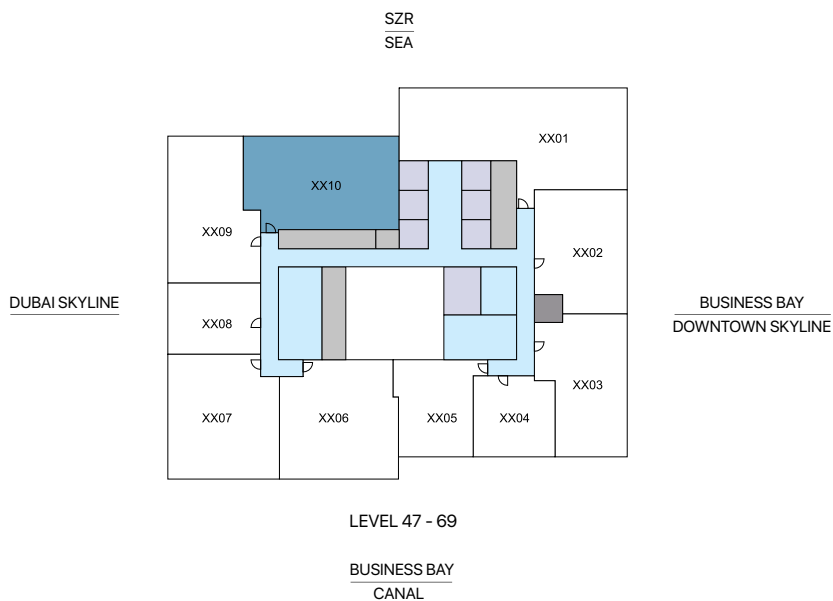 SZR
SEA
XX01
XX10
XX09
XX02
DUBAI SKYLINE
XX08
BUSINESS BAY
DOWNTOWN SKYLINE
XX03
XX07
XX06
XX05
XX04
LEVEL 47 - 69
BUSINESS BAY
CANAL